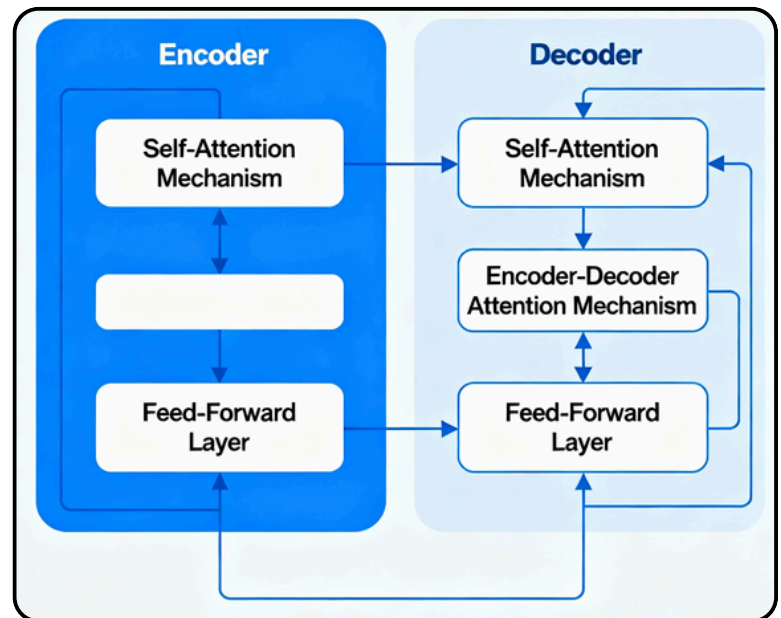 Encoder
Self-Attention
Mechanism
Feed-Forward
Layer
Decoder
Self-Attention
Mechanism
Encoder-Decoder
Attention Mechanism
Feed-Forward
Layer